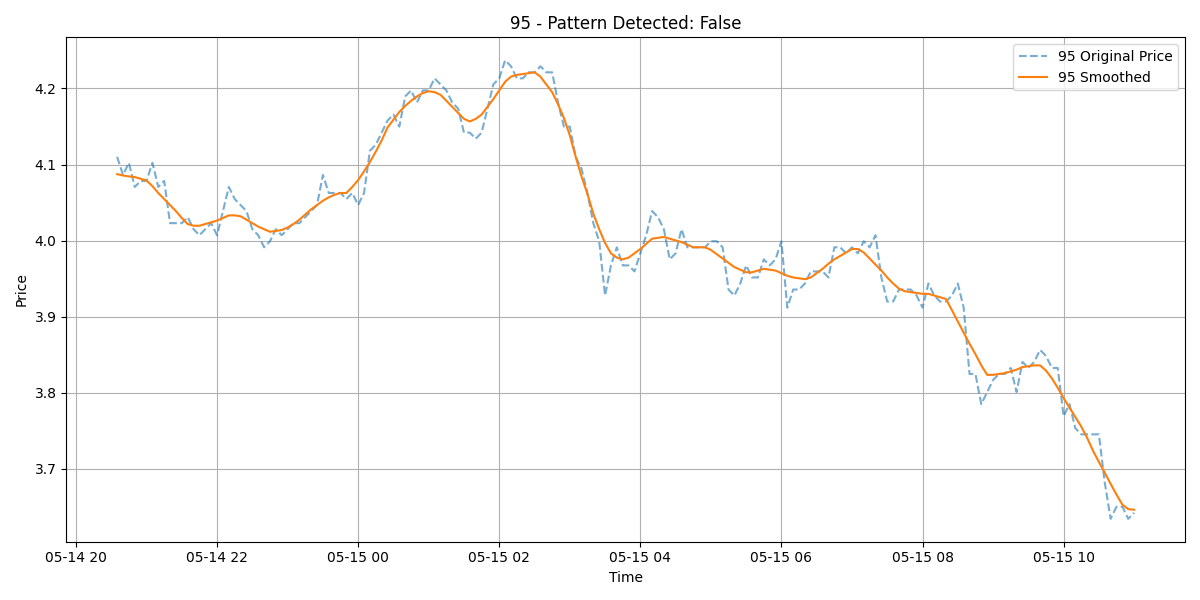 95 - Pattern Detected: False
95 Original Price
95 Smoothed
4.2
4.1
4.0
3.9
3.8
3.7
Price
05-14 20
05-14 22
05-15 00
05-15 02
05-15 04
05-15 06
05-15 08
05-15 10
Time